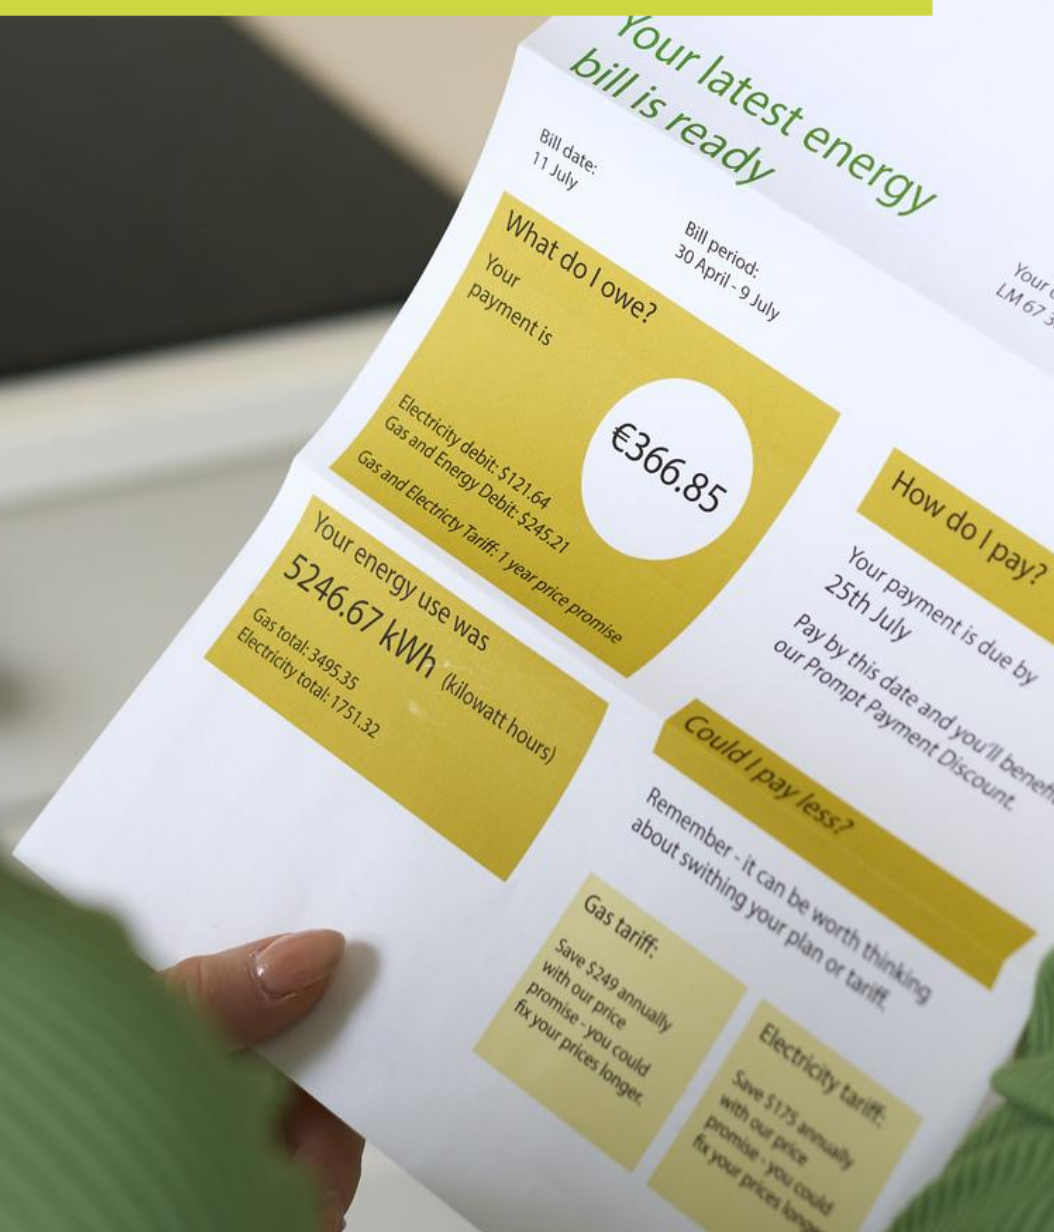 Your latest energy
bill is ready
Bill date:
11 July
Bill period:
30 April - 9 July
Your
LM 67 3
What do I owe?
Your
payment is
€366.85
Electricity debit: $121.64
Gas and Energy Debit: $245.21
Gas and Electricty Tariff: 1 year price promise
Your energy use was
5246.67 kWh (kilowatt hours)
Gas total: 3495.35
Electricity total: 1751.32
How do I pay?
Your payment is due by
25th July
Pay by this date and you'll benefi
our Prompt Payment Discount.
Could I pay less?
Remember - it can be worth thinking
about swithing your plan or tariff.
Gas tariff:
Save $249 annually
with our price
promise - you could
fix your prices longer.
Electricity tariff:
Save $175 annually
with our price
promise - you could
fix your prices longe